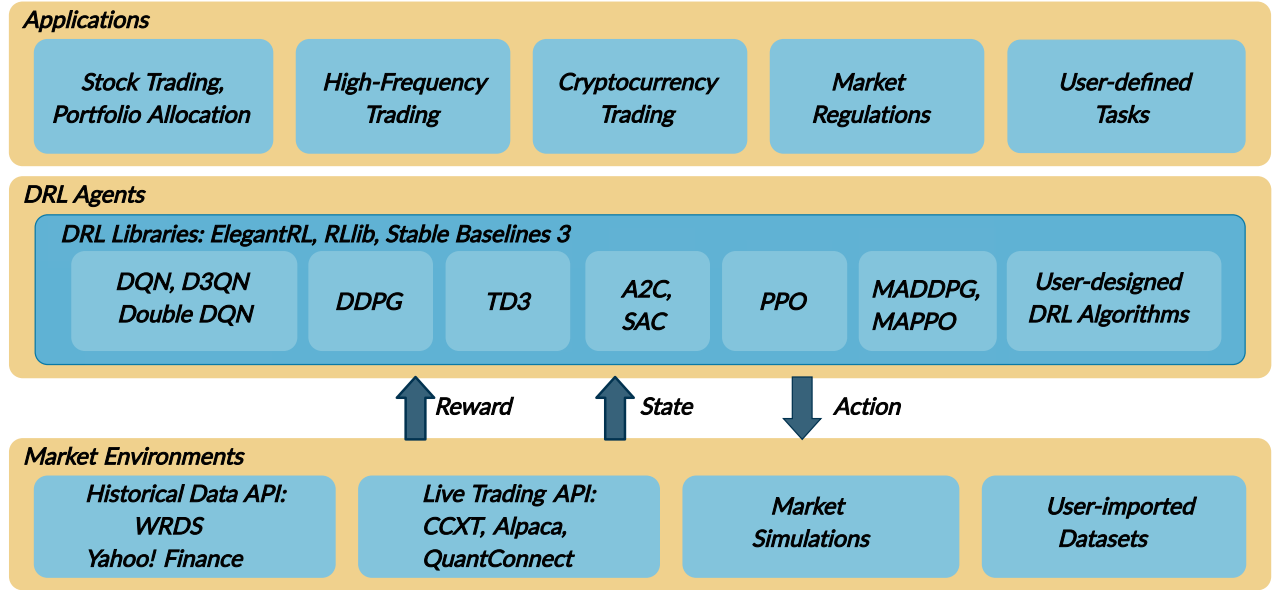 Applications
Stock Trading,
Portfolio Allocation
High-Frequency
Trading
Cryptocurrency
Trading
Market
Regulations
User-defined
Tasks
DRL Agents
DRL Libraries: ElegantRL, RLlib, Stable Baselines 3
DQN, D3QN
Double DQN
DDPG
TD3
A2C,
SAC
PPO
MADDPG,
MAPPO
User-designed
DRL Algorithms
Reward
State
Action
Market Environments
Historical Data API:
WRDS
Yahoo! Finance
Live Trading API:
CCXT, Alpaca,
QuantConnect
Market
Simulations
User-imported
Datasets